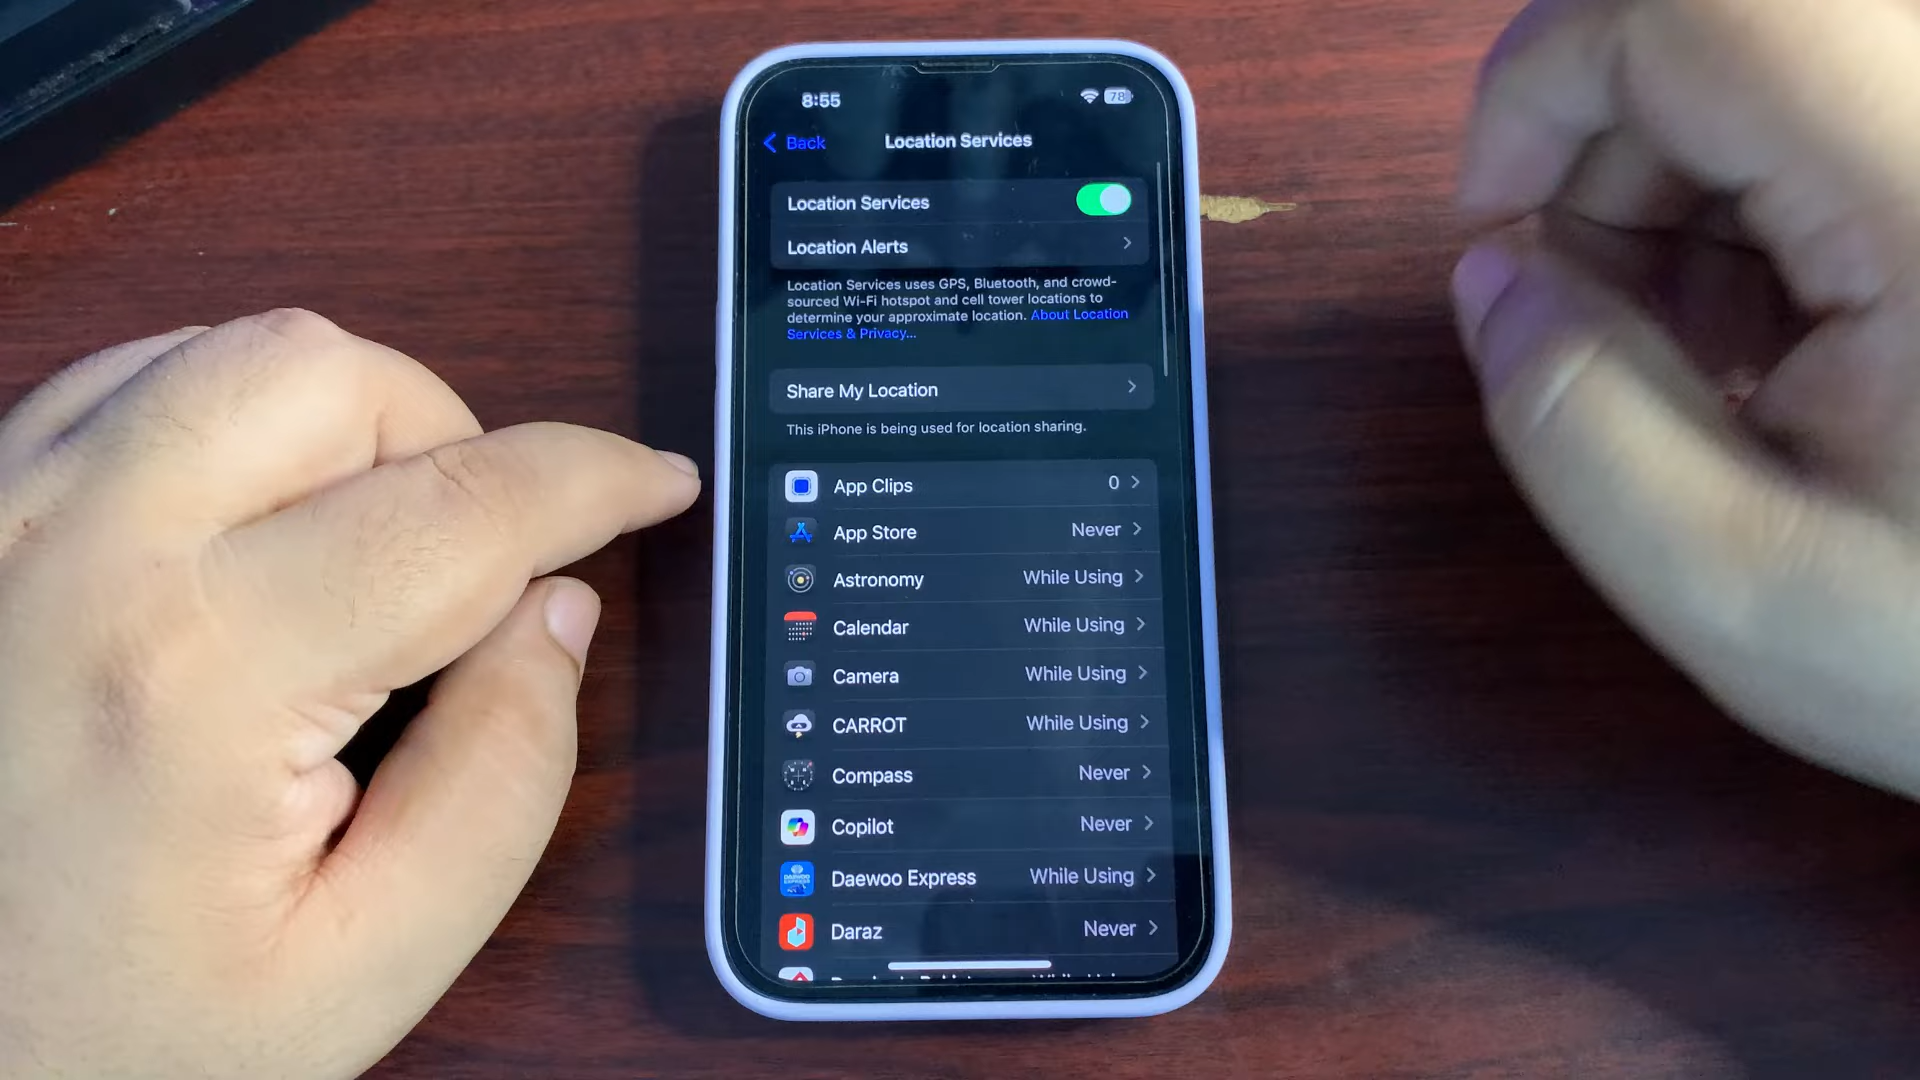 8:55
78
Back
Location Services
Location Services
Location Alerts
Location Services uses GPS, Bluetooth, and crowd-
sourced Wi-Fi hotspot and cell tower locations to
determine your approximate location. About Location
Services & Privacy...
Share My Location
This iPhone is being used for location sharing.
App Clips 0
App Store Never
Astronomy While Using
Calendar While Using
Camera While Using
CARROT While Using
Compass Never
Copilot Never
Daewoo Express While Using
Daraz Never